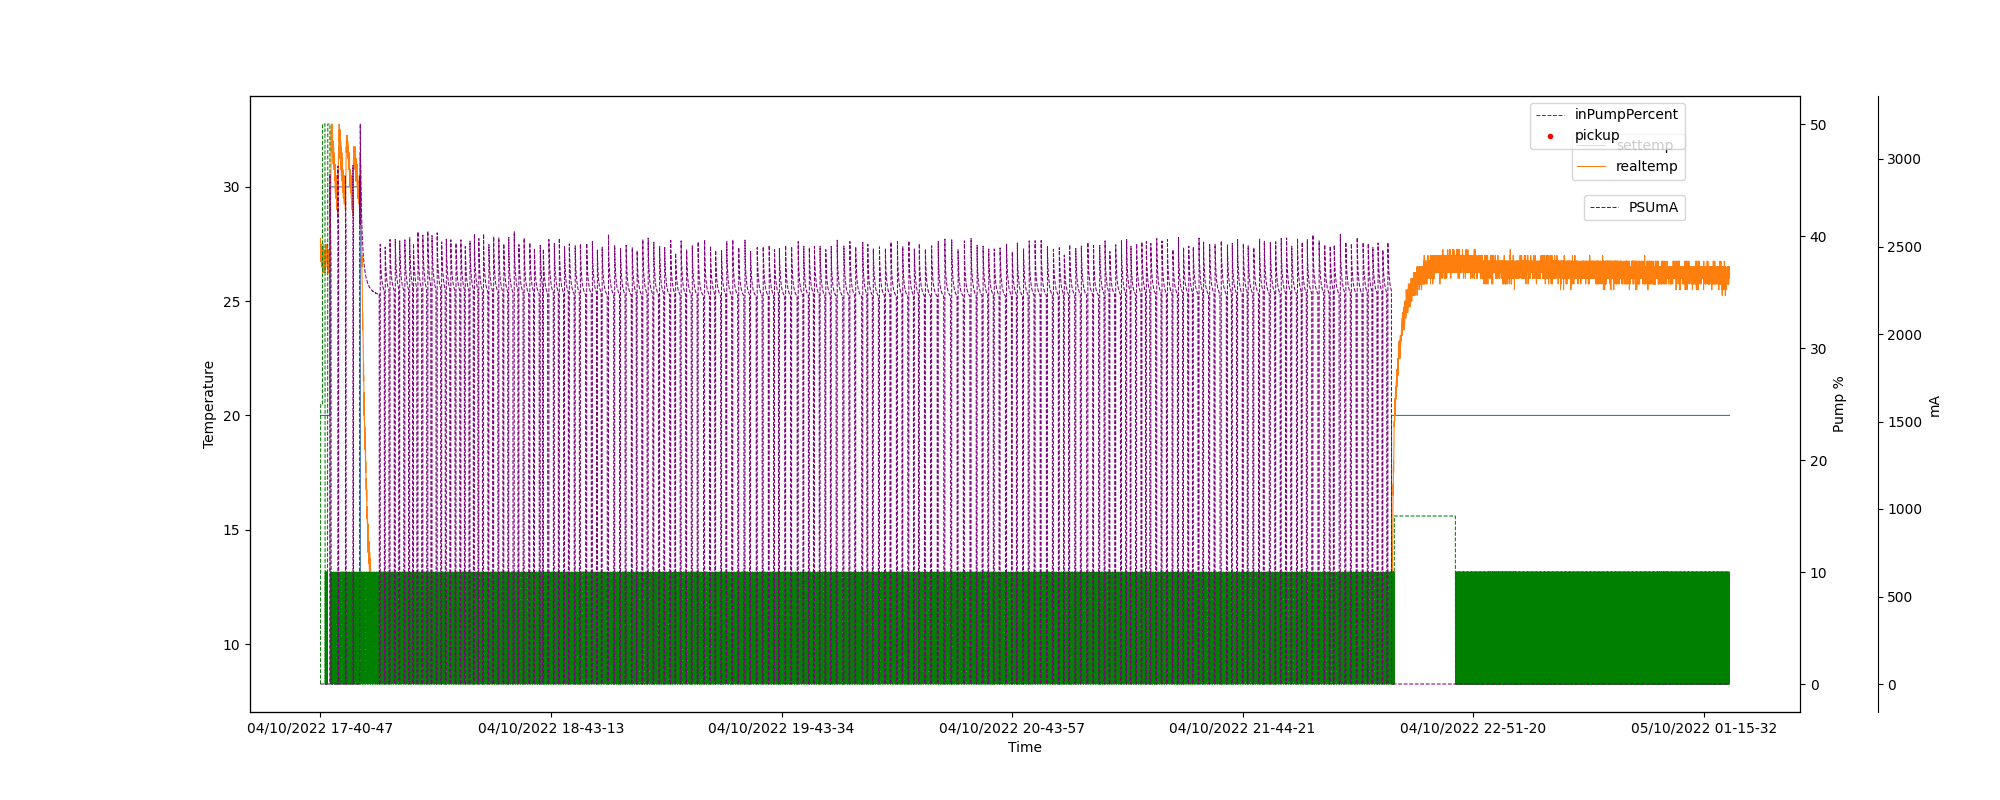 inPumpPercent
pickup
settemp
realtemp
PSUmA
Temperature
30
25
20
15
10
50
40
30
20
10
0
Pump %
3000
2500
2000
1500
1000
500
0
mA
04/10/2022 17-40-47
04/10/2022 18-43-13
04/10/2022 19-43-34
04/10/2022 20-43-57
04/10/2022 21-44-21
04/10/2022 22-51-20
05/10/2022 01-15-32
Time